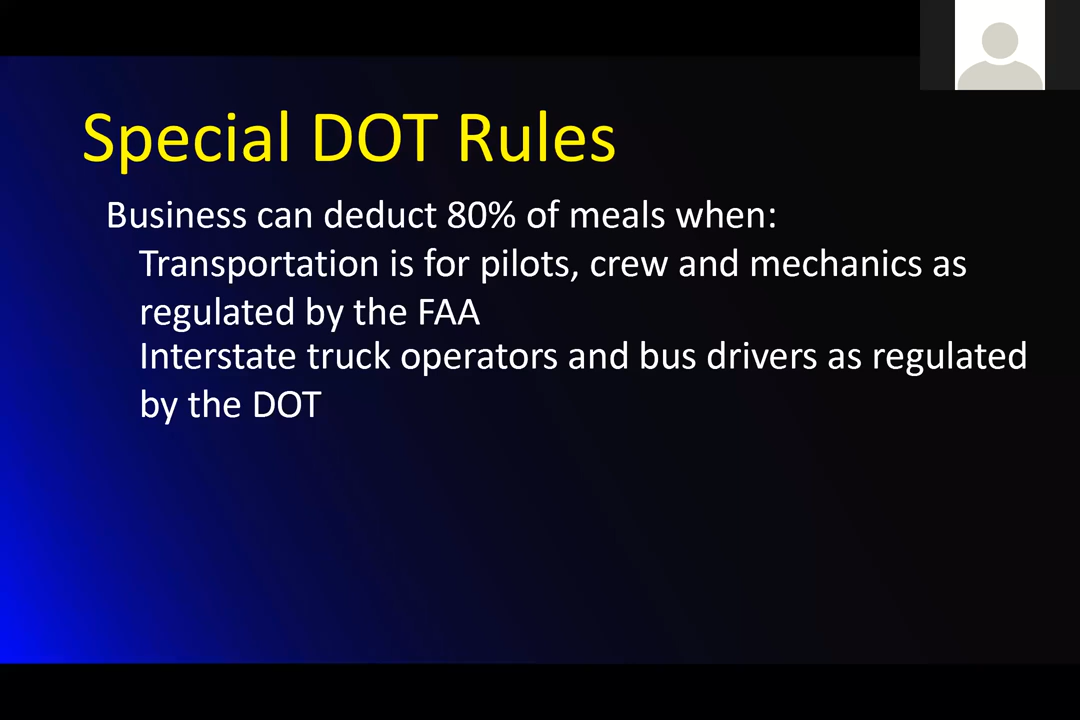 Special DOT Rules
Business can deduct 80% of meals when:
Transportation is for pilots, crew and mechanics as
regulated by the FAA
Interstate truck operators and bus drivers as regulated
by the DOT